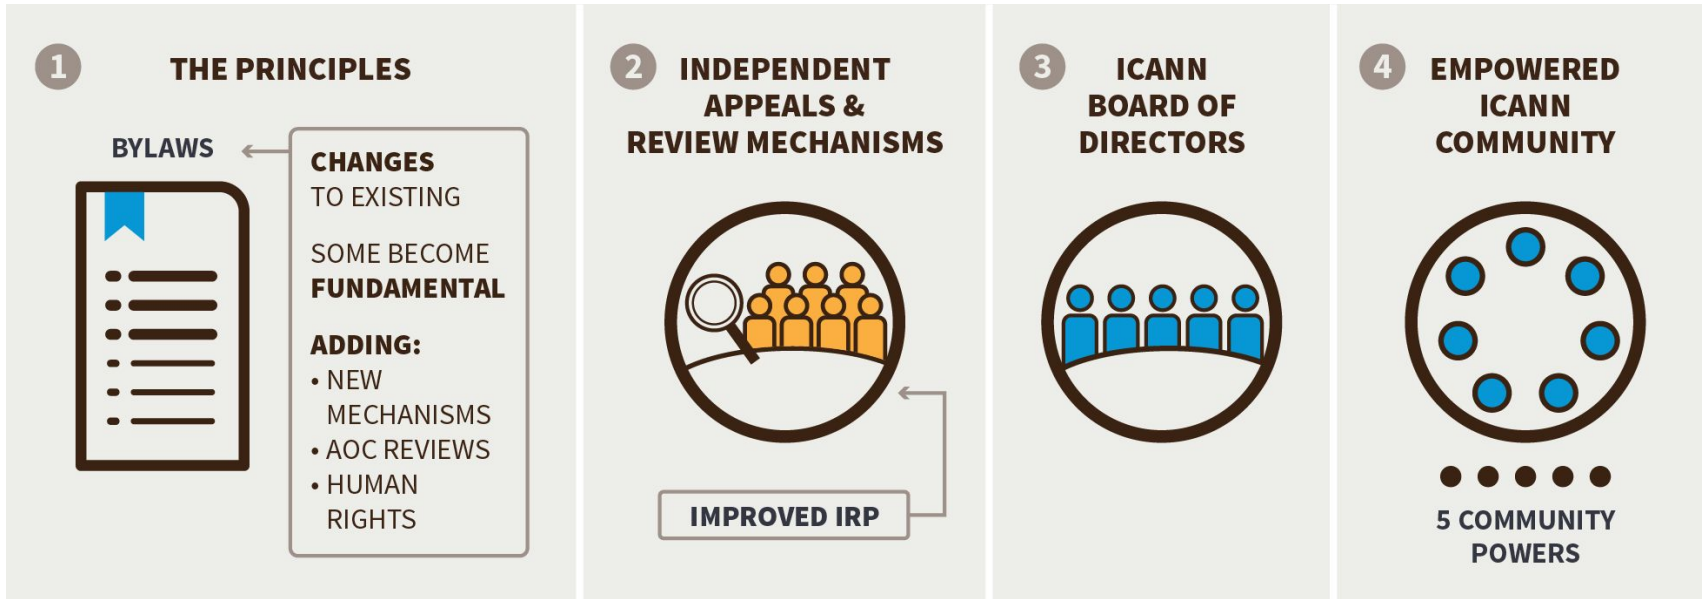 1
THE PRINCIPLES
BYLAWS
CHANGES
TO EXISTING
SOME BECOME
FUNDAMENTAL
ADDING:
• NEW
MECHANISMS
• AOC REVIEWS
• HUMAN
RIGHTS
2
INDEPENDENT
APPEALS &
REVIEW MECHANISMS
IMPROVED IRP
3
ICANN
BOARD OF
DIRECTORS
4
EMPOWERED
ICANN
COMMUNITY
5 COMMUNITY
POWERS